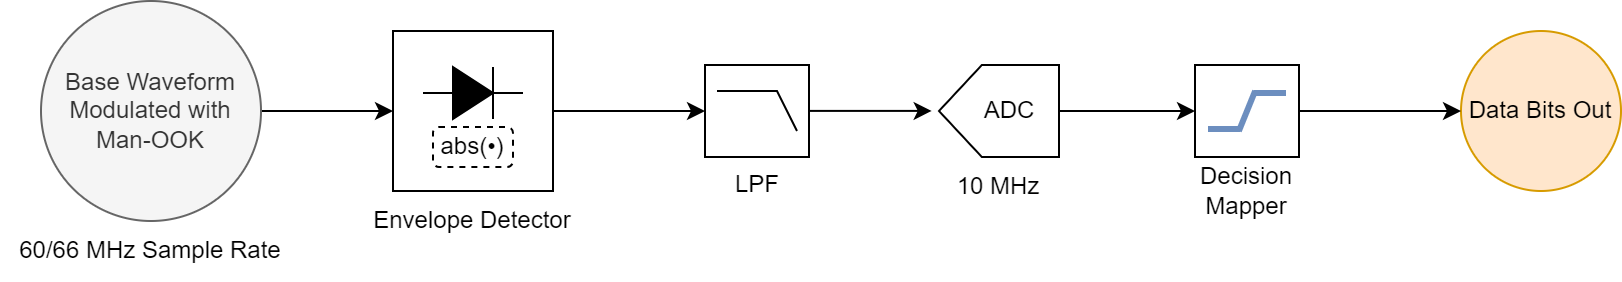 Base Waveform
Modulated with
Man-OOK
60/66 MHz Sample Rate
abs(•)
Envelope Detector
LPF
ADC
10 MHz
Decision
Mapper
Data Bits Out